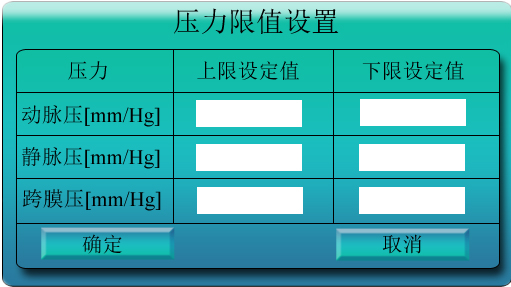 压力限值设置
压力 上限设定值 下限设定值
动脉压[mm/Hg]
静脉压[mm/Hg]
跨膜压[mm/Hg]
确定 取消